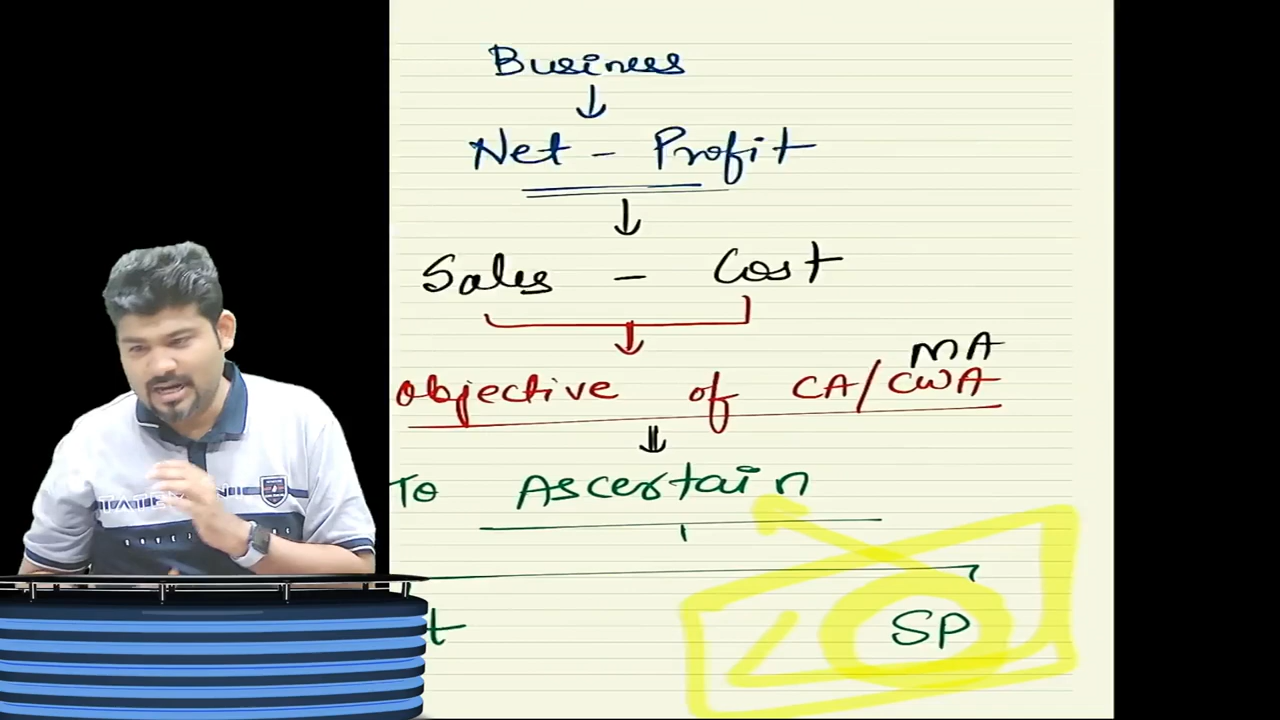 Business
↓
Net - Profit
↓
Sales - Cost
↓
MA
Objective of CA/CWA
↓
To Ascertain
t SP